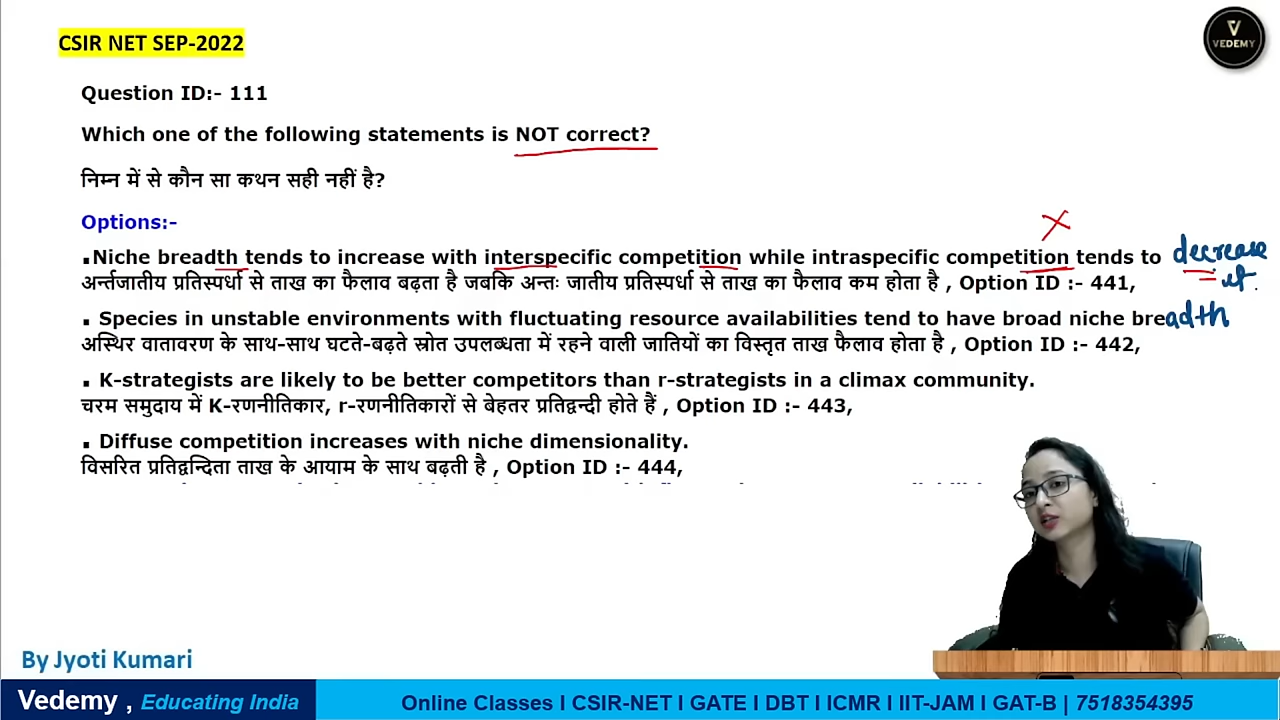 CSIR NET SEP-2022
VEDEMY
Question ID:- 111
Which one of the following statements is NOT correct?
निम्न में से कौन सा कथन सही नहीं है?
Options:-
▪Niche breadth tends to increase with interspecific competition while intraspecific competition tends to decrease it.
अर्न्तजातीय प्रतिस्पर्धा से ताख का फैलाव बढ़ता है जबकि अन्तः जातीय प्रतिस्पर्धा से ताख का फैलाव कम होता है , Option ID :- 441,
▪ Species in unstable environments with fluctuating resource availabilities tend to have broad niche breadth
अस्थिर वातावरण के साथ-साथ घटते-बढ़ते स्रोत उपलब्धता में रहने वाली जातियों का विस्तृत ताख फैलाव होता है , Option ID :- 442,
▪ K-strategists are likely to be better competitors than r-strategists in a climax community.
चरम समुदाय में K-रणनीतिकार, r-रणनीतिकारों से बेहतर प्रतिद्वन्दी होते हैं , Option ID :- 443,
▪ Diffuse competition increases with niche dimensionality.
विसरित प्रतिद्वन्दिता ताख के आयाम के साथ बढ़ती है , Option ID :- 444,
By Jyoti Kumari
Vedemy , Educating India
Online Classes I CSIR-NET I GATE I DBT I ICMR I IIT-JAM I GAT-B | 7518354395